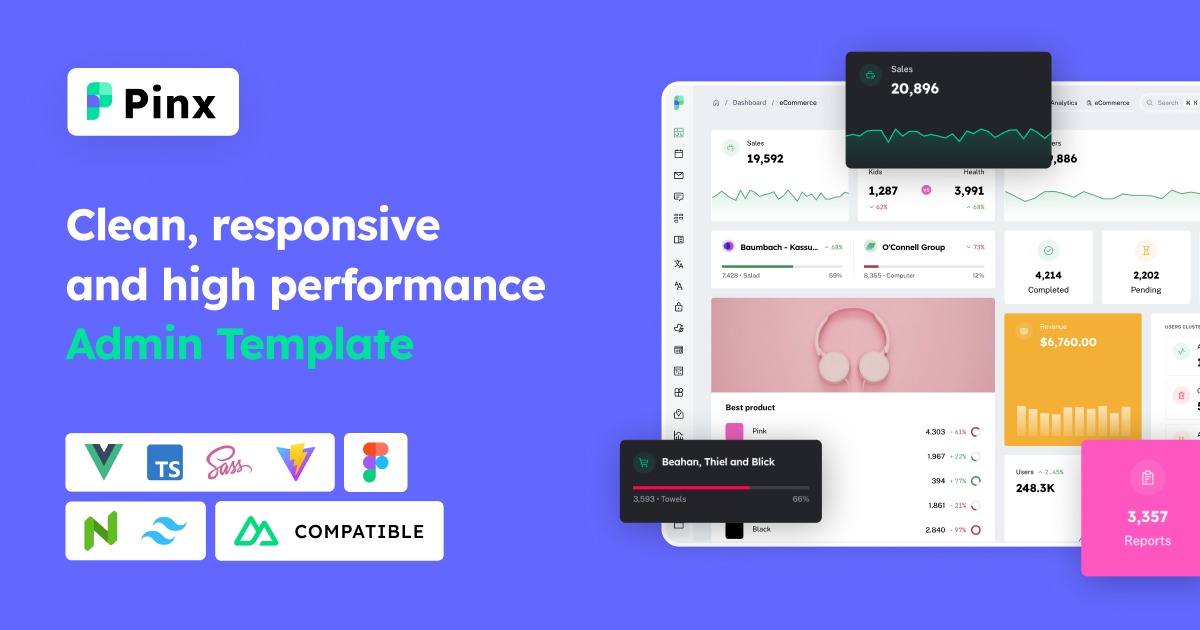 Pinx
Clean, responsive
and high performance
Admin Template
TS
Sass
COMPATIBLE
Sales
20,896
/ Dashboard / eCommerce
Analytics
eCommerce
Search
⌘ K
Sales
19,592
Kids
Health
1,287
VS
3,991
62%
68%
,886
Baumbach - Kassu...
68%
7,428 • Salad
59%
O'Connell Group
73%
8,355 • Computer
12%
4,214
Completed
2,202
Pending
Revenue
$6,760.00
USERS CLUSTE
Best product
Pink
4.303
- 61%
1.967
+ 22%
394
+ 77%
1.861
- 21%
Black
2.840
- 97%
Beahan, Thiel and Blick
3,593 • Towels
66%
Users
2.45%
248.3K
3,357
Reports